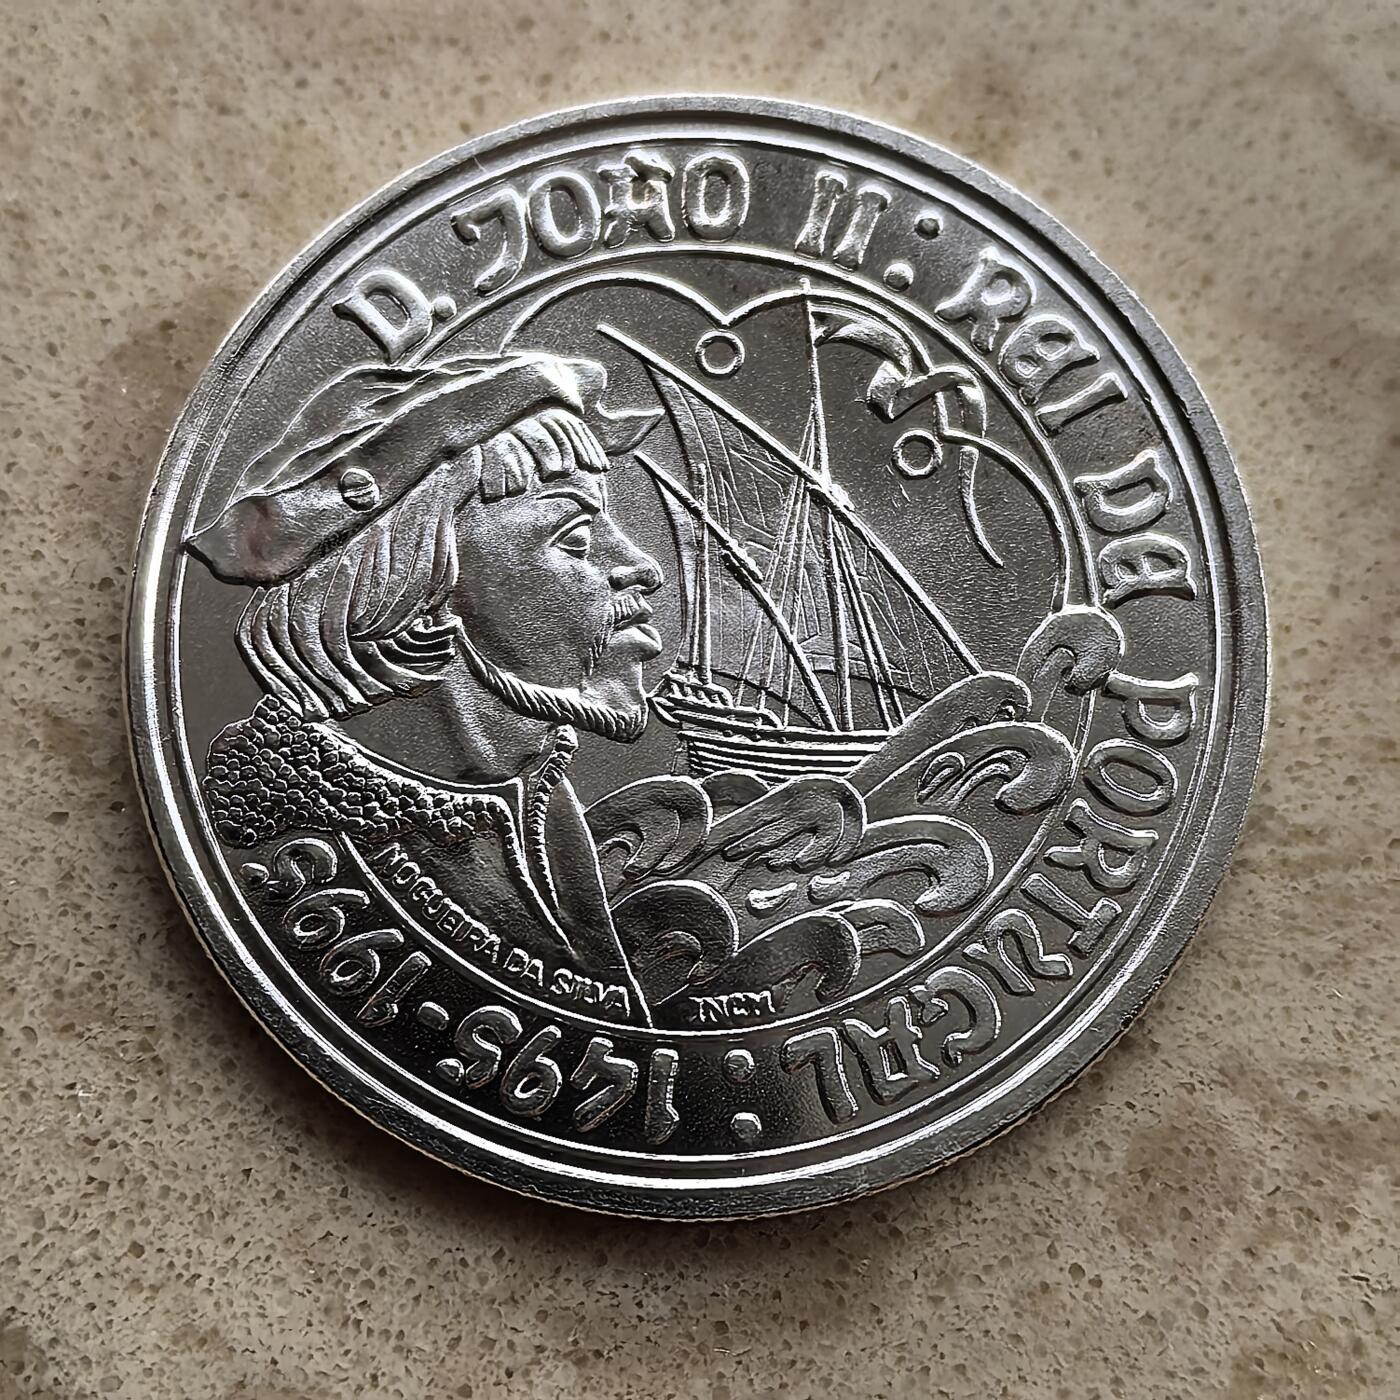 D. JOÃO II : REI DE PORTUGAL : 1495-1995
NOGUEIRA DA SILVA
INCM